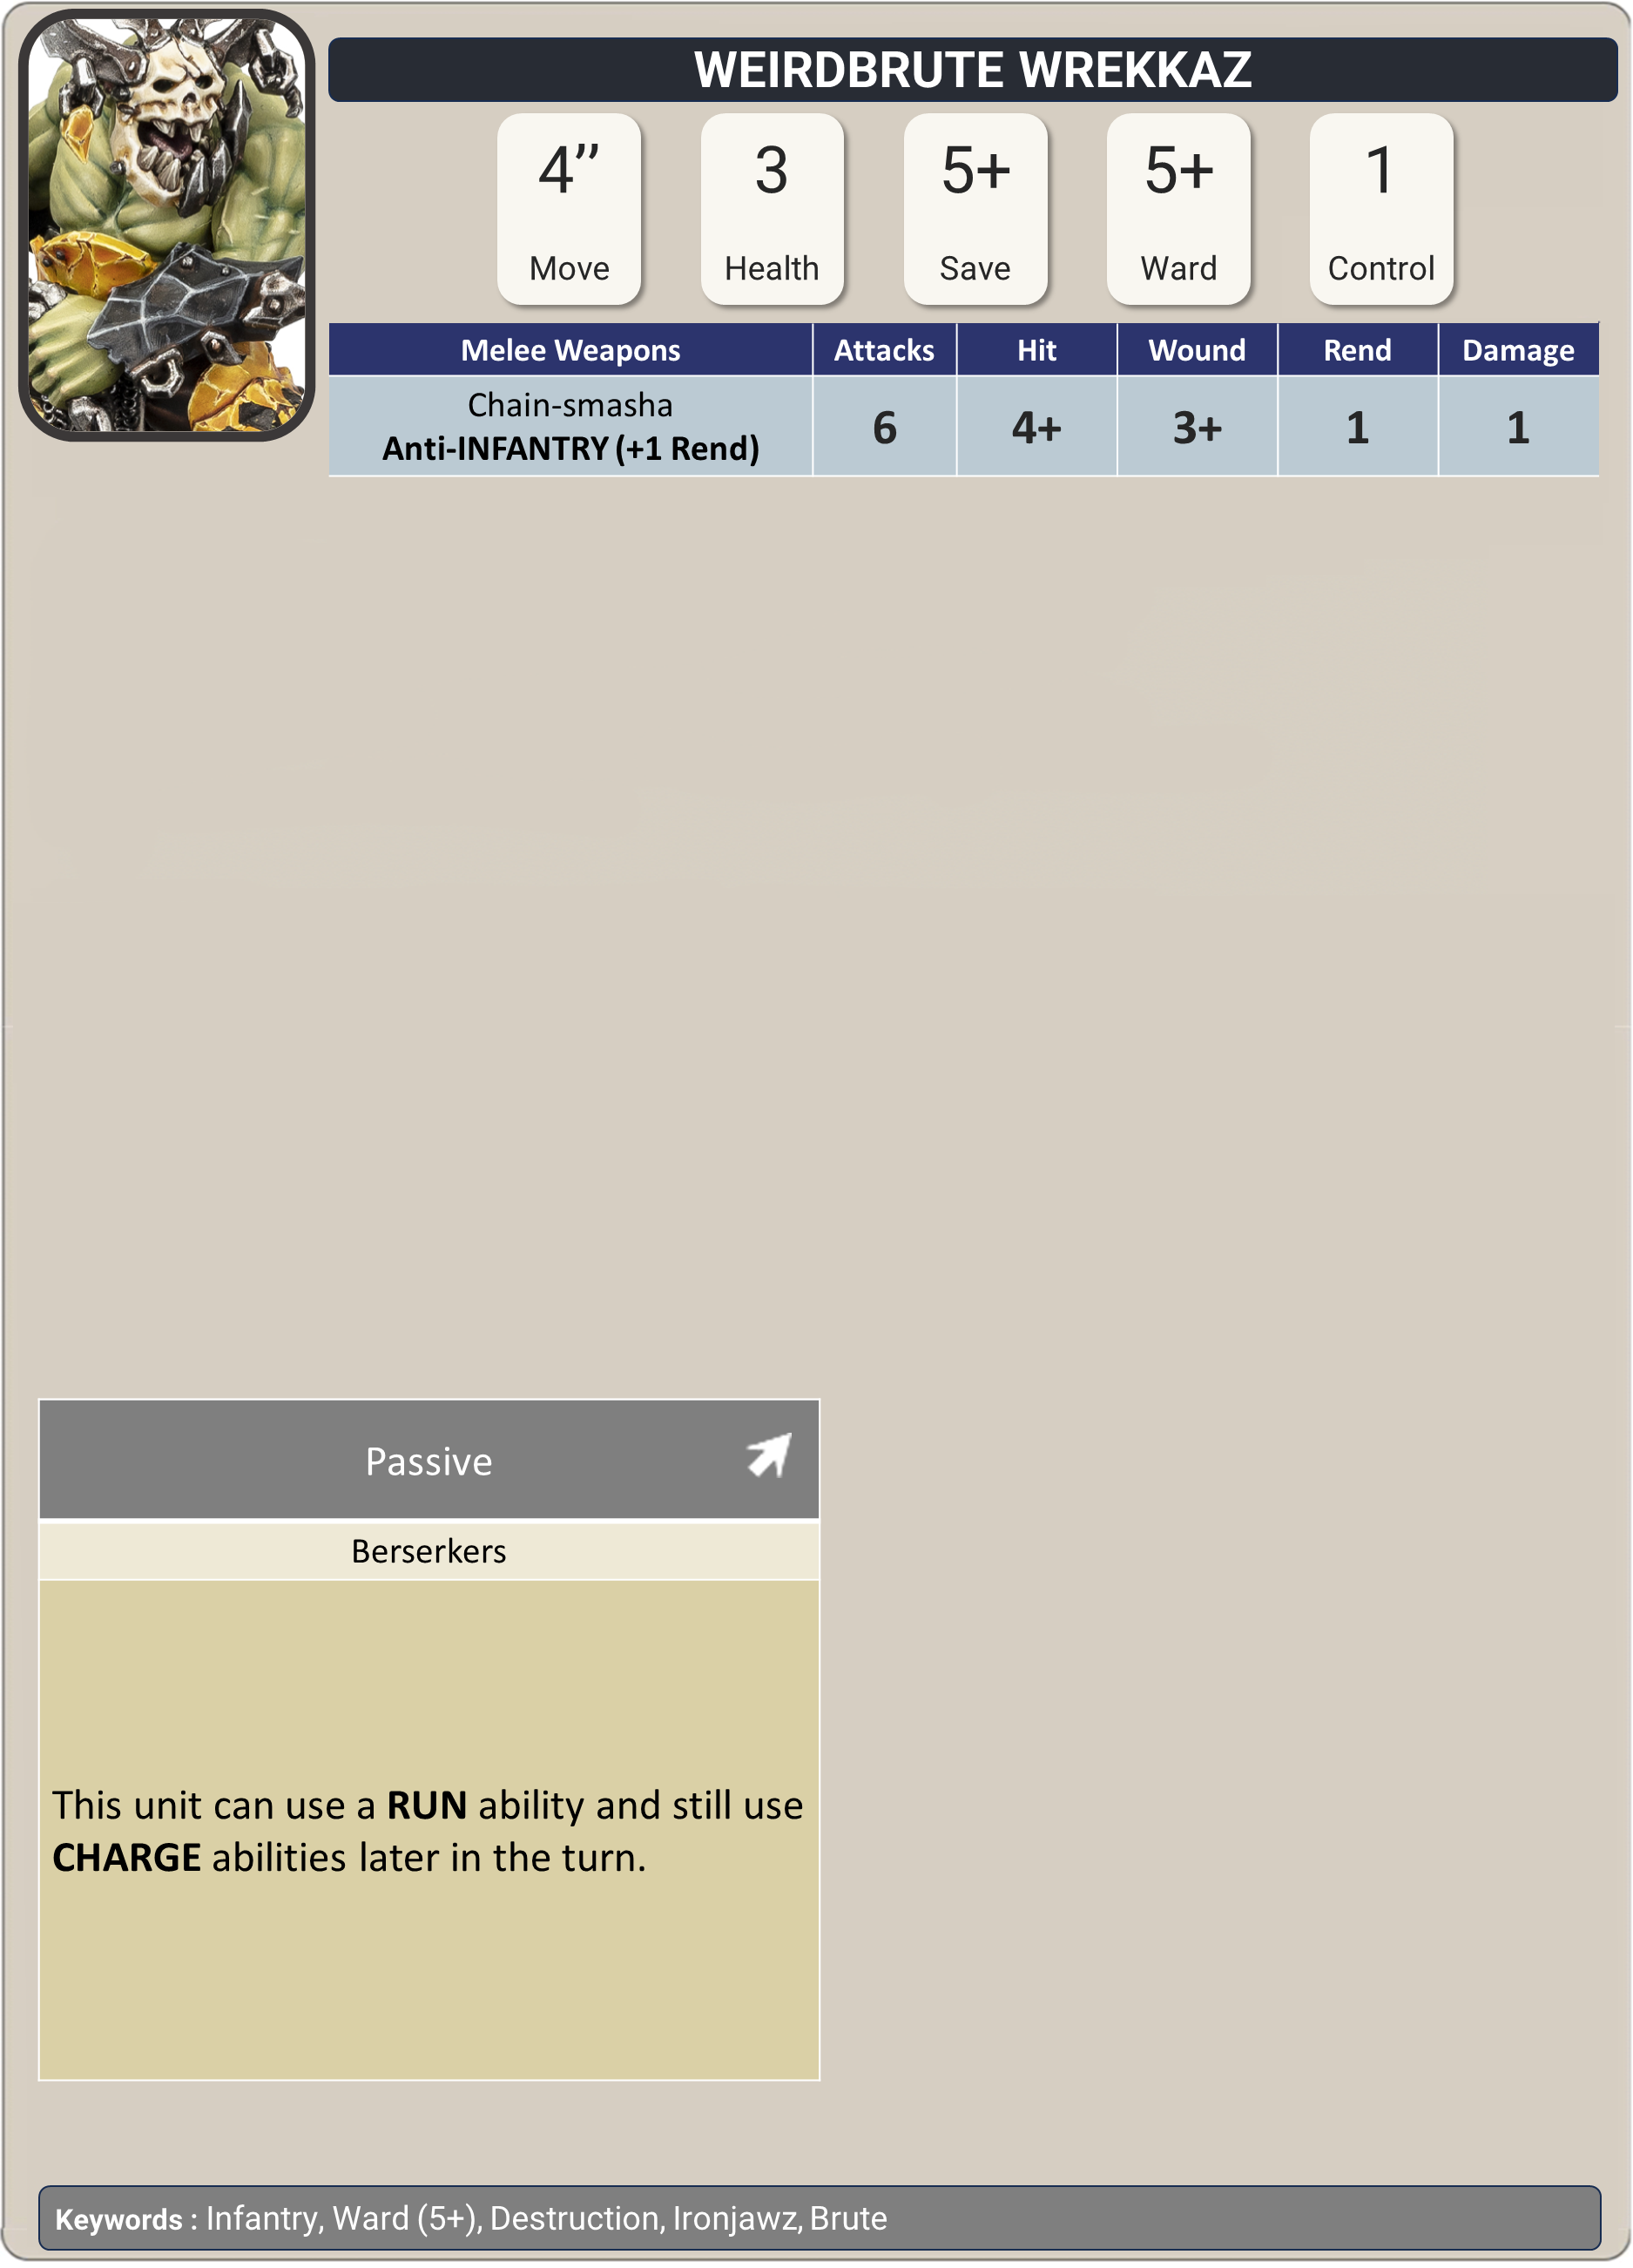 WEIRDBRUTE WREKKAZ
4” 3 5+ 5+ 1
Move Health Save Ward Control
Melee Weapons Attacks Hit Wound Rend Damage
Chain-smasha
Anti-INFANTRY (+1 Rend) 6 4+ 3+ 1 1
Passive
Berserkers
This unit can use a RUN ability and still use
CHARGE abilities later in the turn.
Keywords : Infantry, Ward (5+), Destruction, Ironjawz, Brute